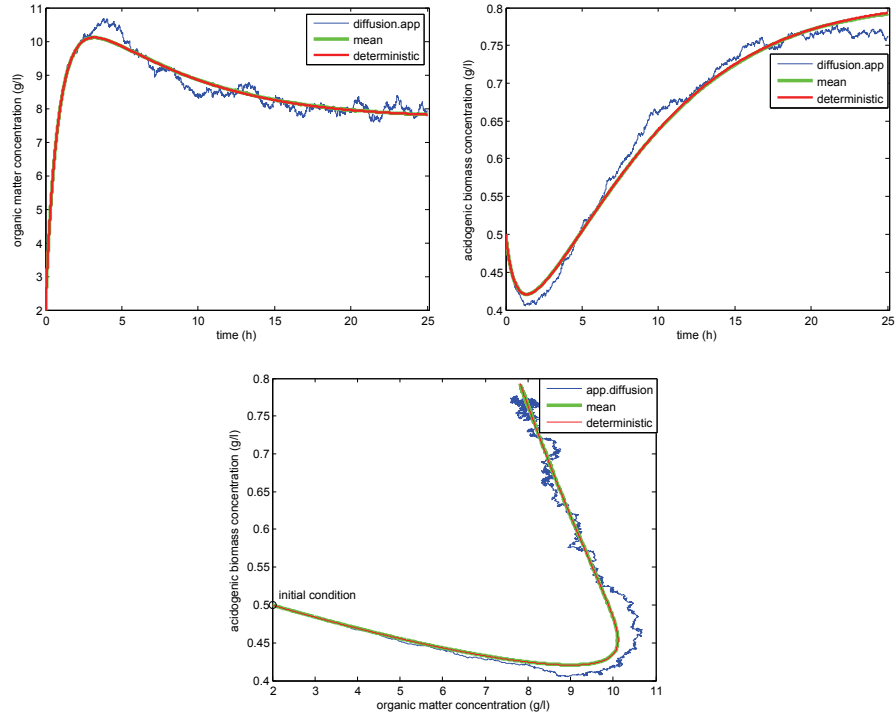 11
10
9
8
7
6
5
4
3
2
organic matter concentration (g/l)
0 5 10 15 20 25
time (h)
diffusion.app
mean
deterministic
0.8
0.75
0.7
0.65
0.6
0.55
0.5
0.45
0.4
acidogenic biomass concentration (g/l)
0 5 10 15 20 25
time (h)
diffusion.app
mean
deterministic
0.8
0.75
0.7
0.65
0.6
0.55
0.5
0.45
0.4
acidogenic biomass concentration (g/l)
app.diffusion
mean
deterministic
initial condition
2 3 4 5 6 7 8 9 10 11
organic matter concentration (g/l)